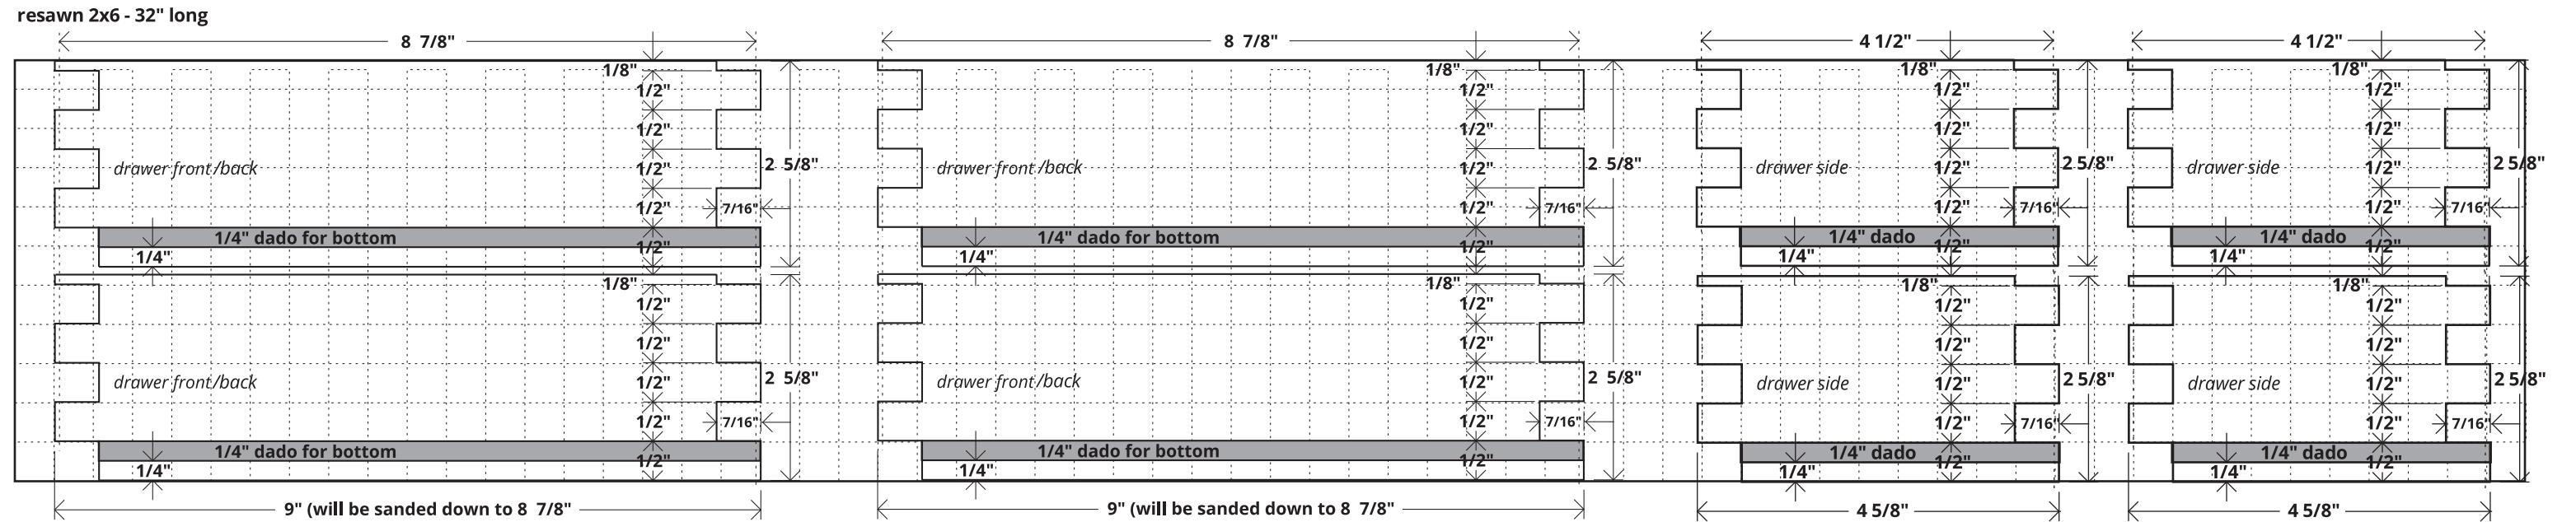 resawn 2x6 - 32" long
8 7/8" 8 7/8" 4 1/2" 4 1/2"
1/8" 1/8" 1/8" 1/8"
1/2" 1/2" 1/2" 1/2"
1/2" 1/2" 1/2" 1/2"
drawer front/back 1/2" 2 5/8" drawer front/back 1/2" 2 5/8" drawer side 1/2" 2 5/8" drawer side 1/2" 2 5/8"
1/2" 7/16" 1/2" 7/16" 1/2" 7/16" 1/2" 7/16"
1/4" dado for bottom 1/2" 1/4" dado for bottom 1/2" 1/4" dado 1/2" 1/4" dado 1/2"
1/4" 1/4" 1/4" 1/4"
1/8" 1/8" 1/8" 1/8"
1/2" 1/2" 1/2" 1/2"
1/2" 1/2" 1/2" 1/2"
drawer front/back 1/2" 2 5/8" drawer front/back 1/2" 2 5/8" drawer side 1/2" 2 5/8" drawer side 1/2" 2 5/8"
1/2" 7/16" 1/2" 7/16" 1/2" 7/16" 1/2" 7/16"
1/4" dado for bottom 1/2" 1/4" dado for bottom 1/2" 1/4" dado 1/2" 1/4" dado 1/2"
1/4" 1/4" 1/4" 1/4"
9" (will be sanded down to 8 7/8" 9" (will be sanded down to 8 7/8" 4 5/8" 4 5/8"